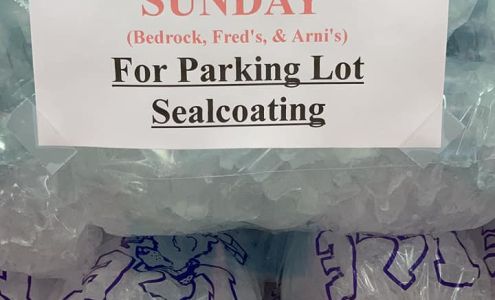 SUNDAY
(Bedrock, Fred's, & Arni's)
For Parking Lot
Sealcoating